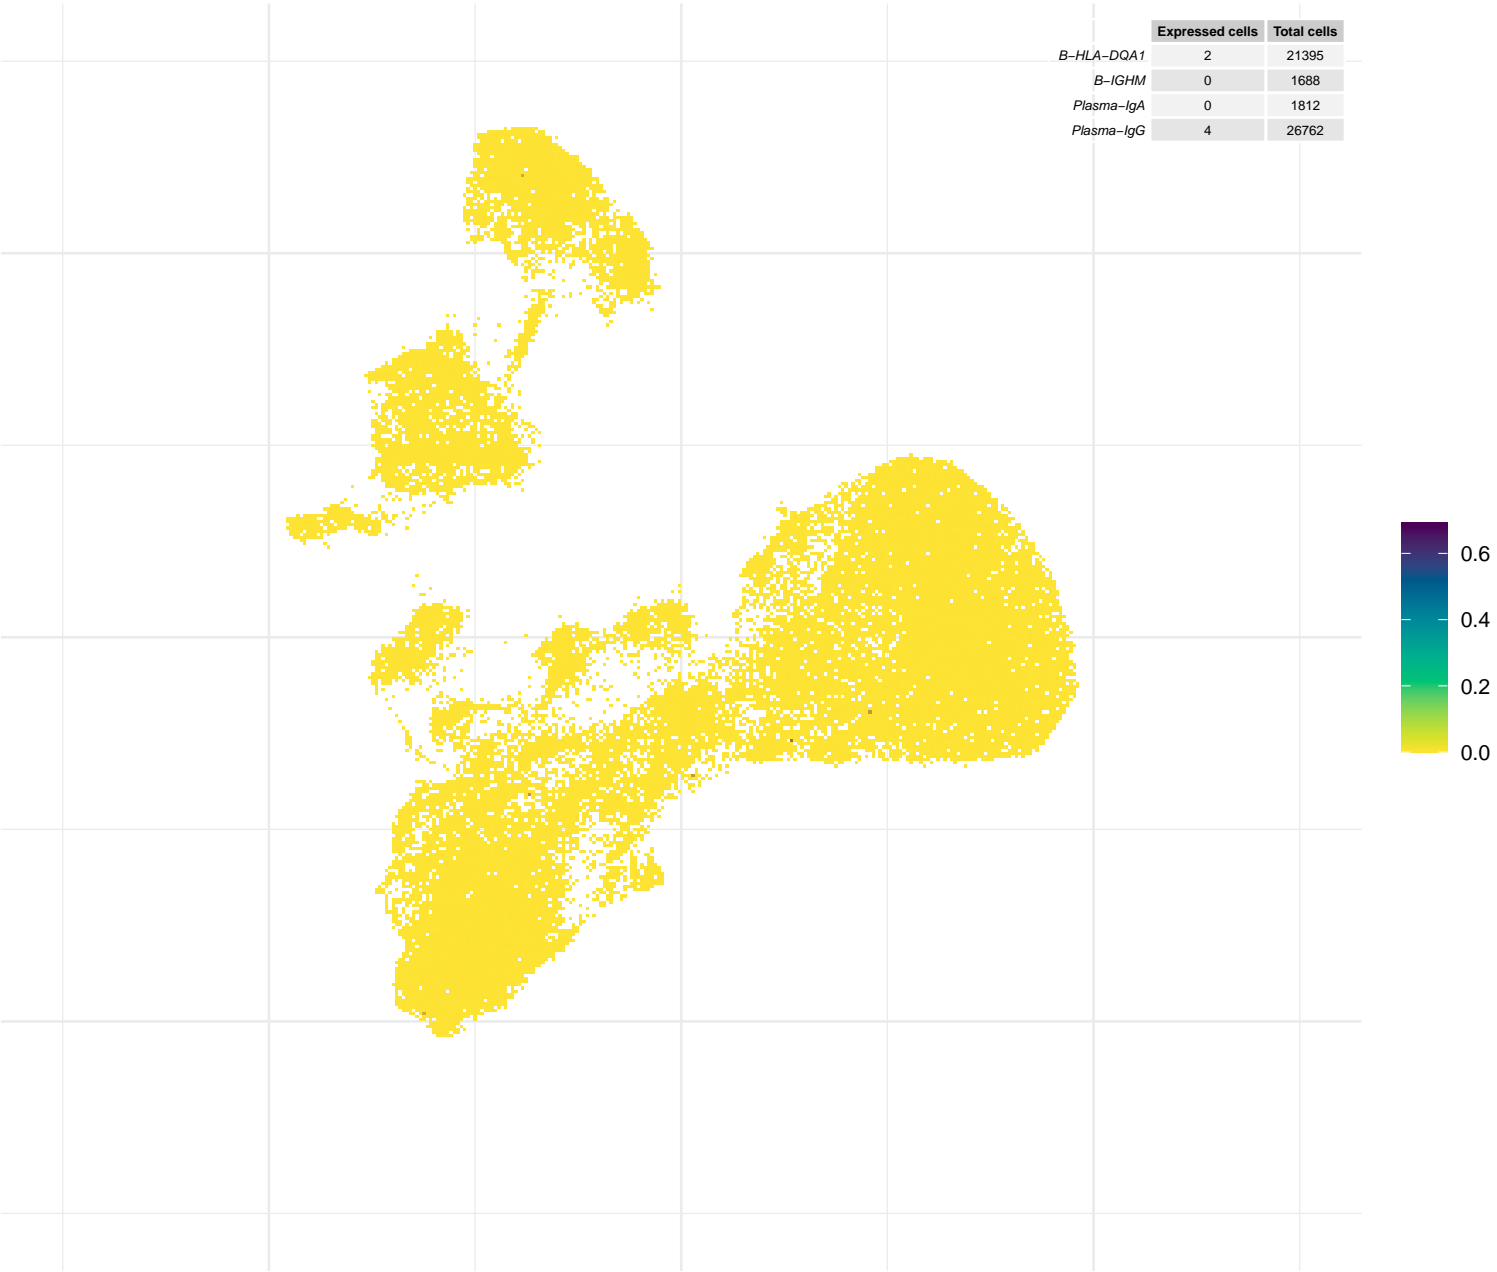 Expressed cells Total cells
B−HLA−DQA1 2 21395
B−IGHM 0 1688
Plasma−IgA 0 1812
Plasma−IgG 4 26762
0.6
0.4
0.2
0.0